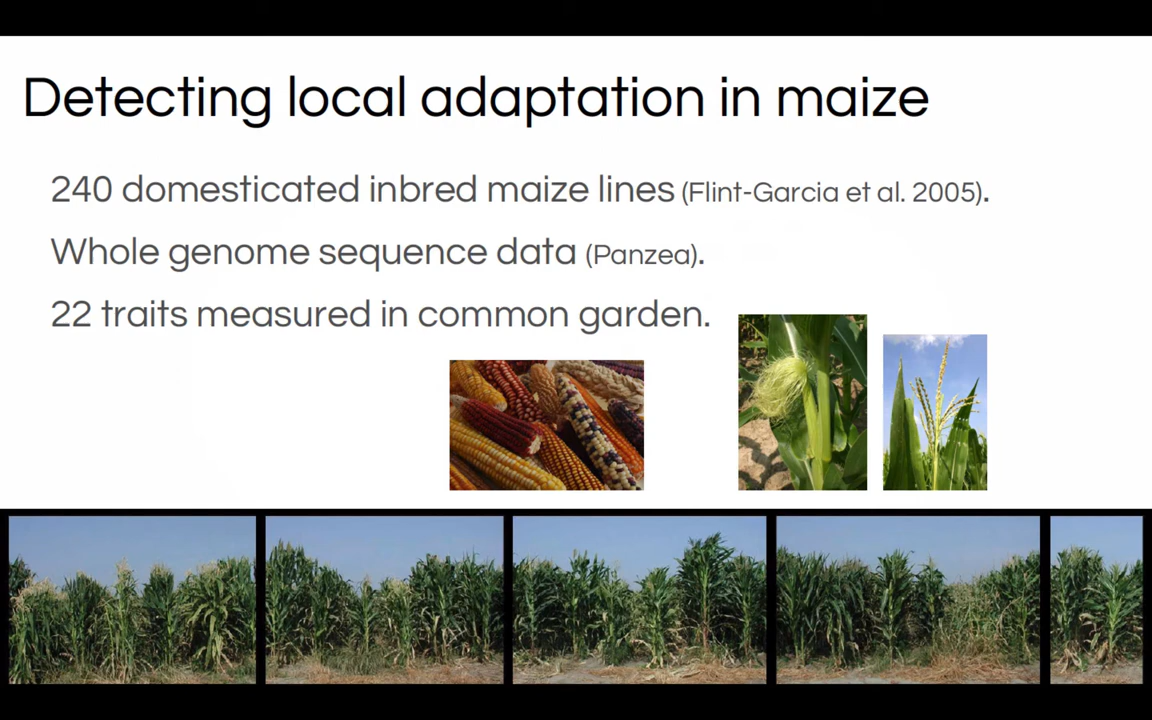 Detecting local adaptation in maize
240 domesticated inbred maize lines (Flint-Garcia et al. 2005).
Whole genome sequence data (Panzea).
22 traits measured in common garden.